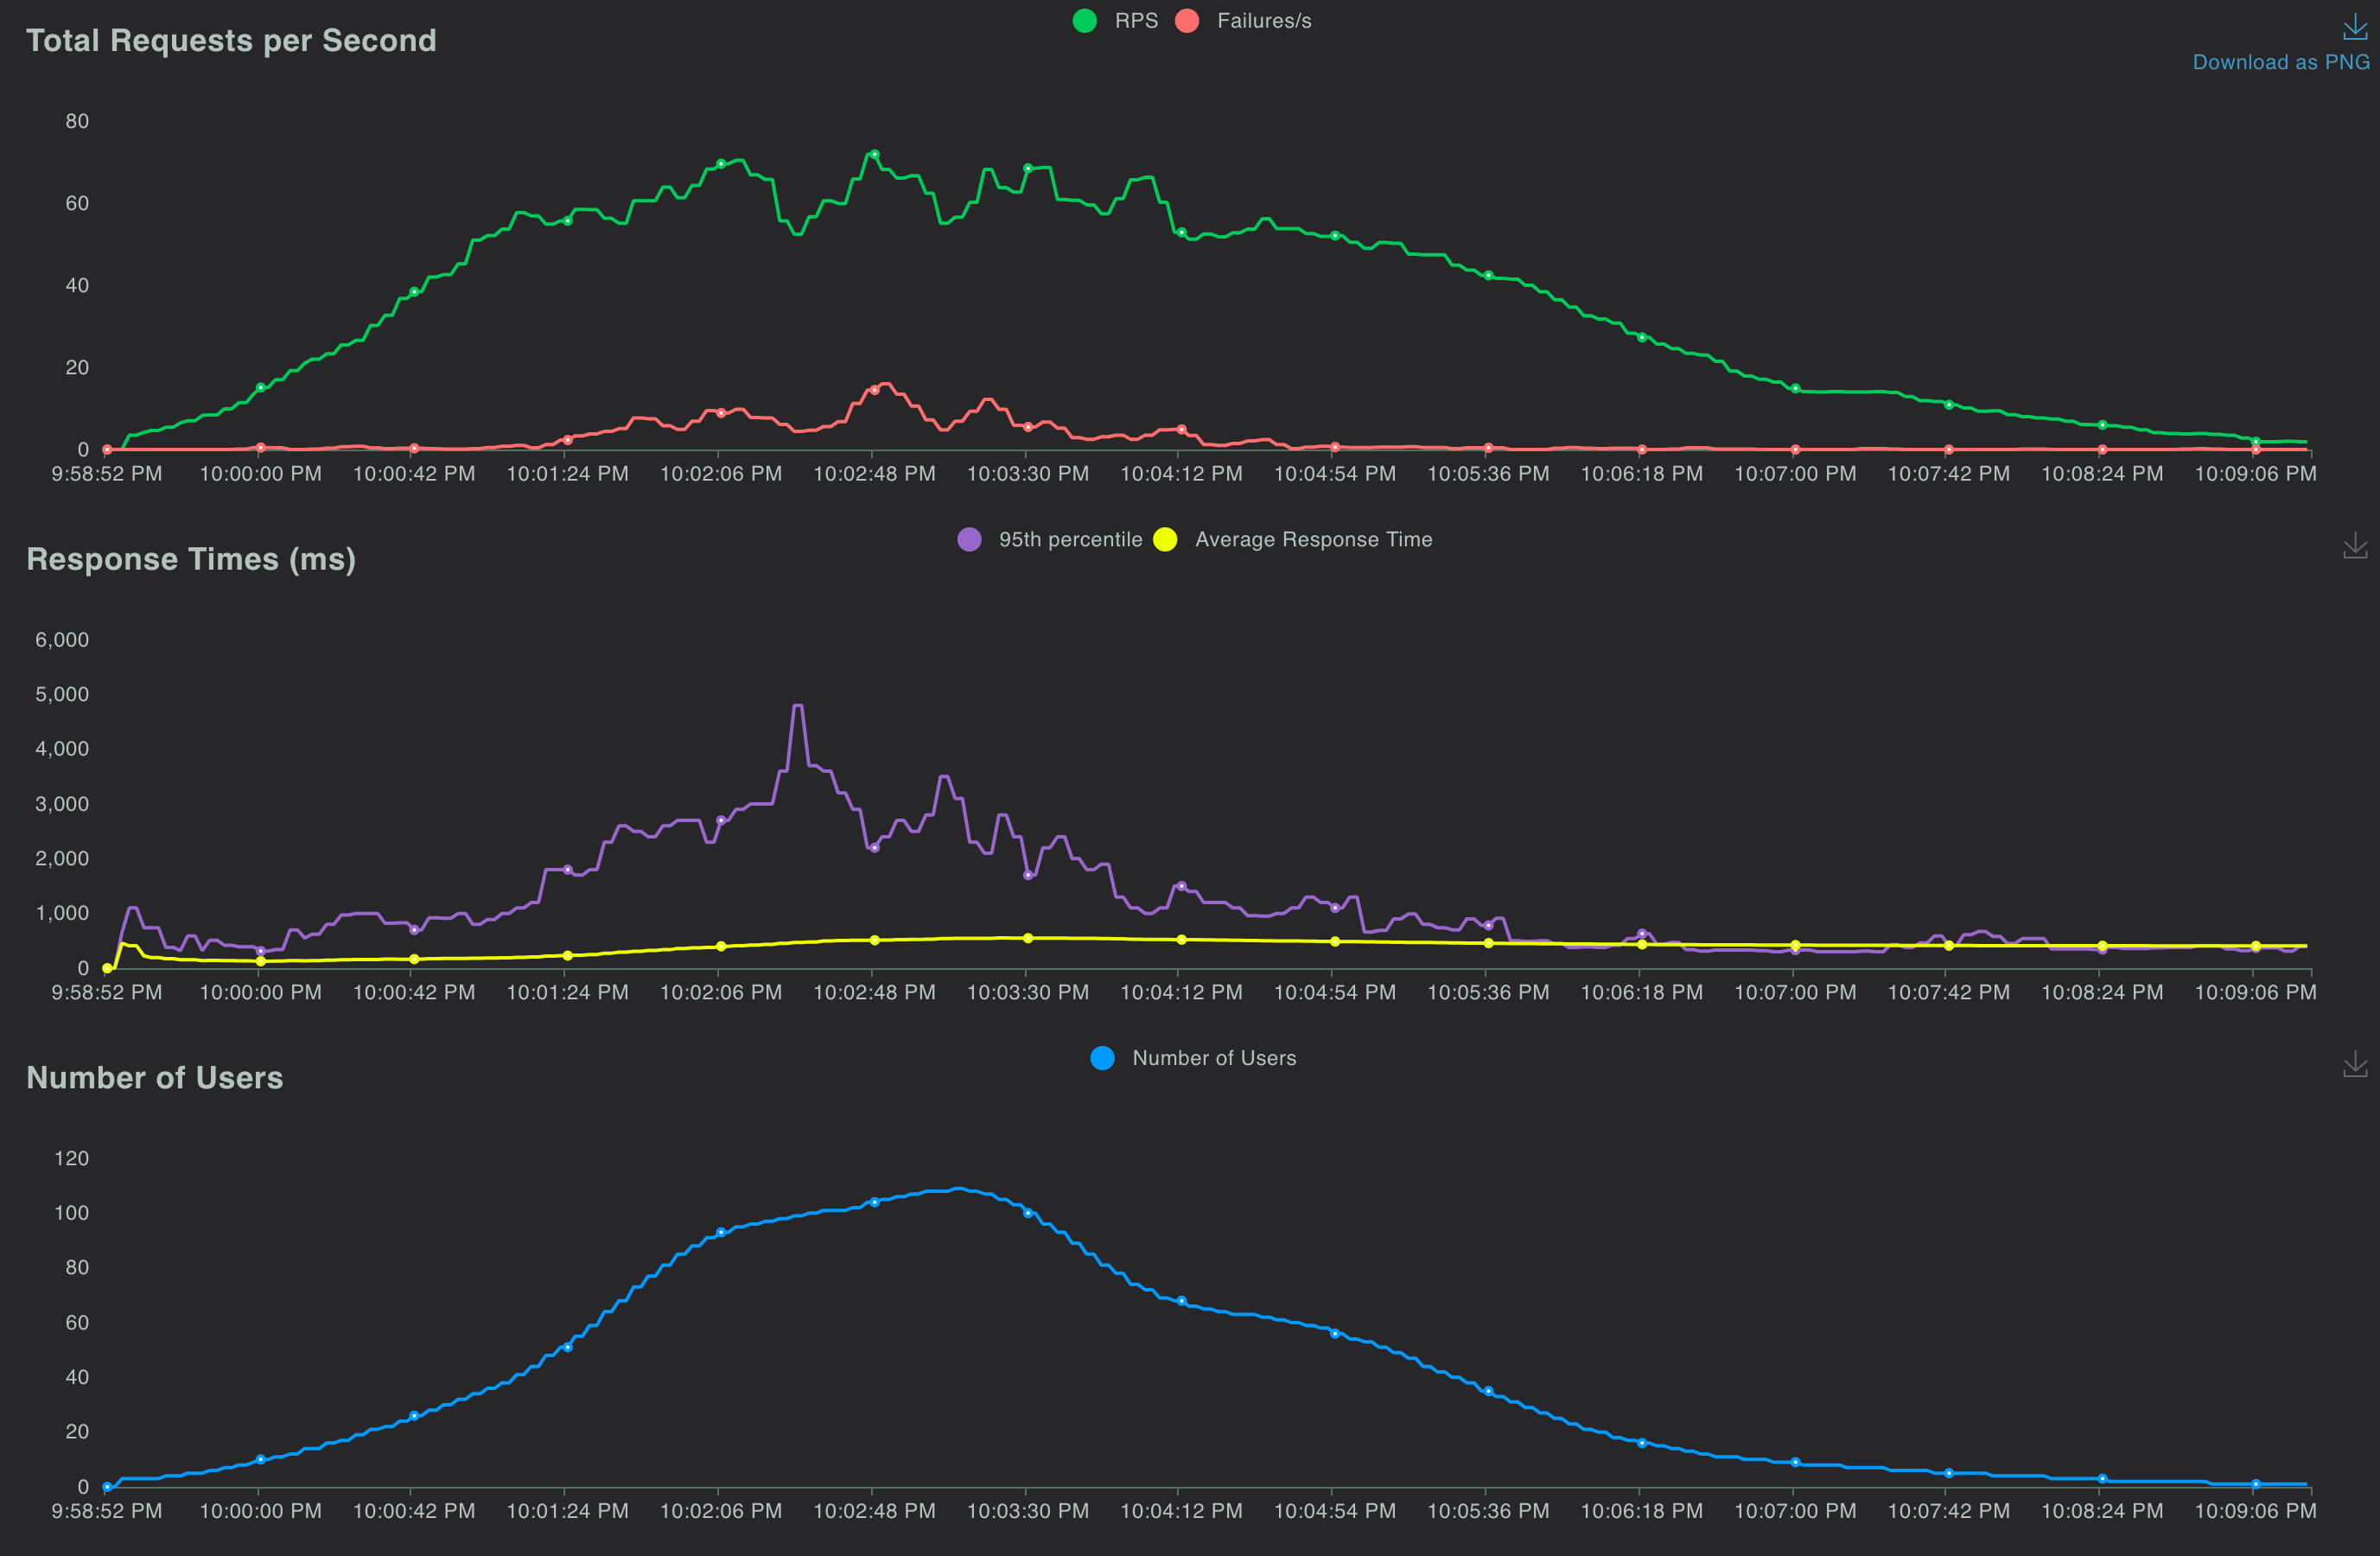 RPS Failures/s
Total Requests per Second
Download as PNG
80
60
40
20
0
9:58:52 PM 10:00:00 PM 10:00:42 PM 10:01:24 PM 10:02:06 PM 10:02:48 PM 10:03:30 PM 10:04:12 PM 10:04:54 PM 10:05:36 PM 10:06:18 PM 10:07:00 PM 10:07:42 PM 10:08:24 PM 10:09:06 PM
95th percentile Average Response Time
Response Times (ms)
6,000
5,000
4,000
3,000
2,000
1,000
0
9:58:52 PM 10:00:00 PM 10:00:42 PM 10:01:24 PM 10:02:06 PM 10:02:48 PM 10:03:30 PM 10:04:12 PM 10:04:54 PM 10:05:36 PM 10:06:18 PM 10:07:00 PM 10:07:42 PM 10:08:24 PM 10:09:06 PM
Number of Users
Number of Users
120
100
80
60
40
20
0
9:58:52 PM 10:00:00 PM 10:00:42 PM 10:01:24 PM 10:02:06 PM 10:02:48 PM 10:03:30 PM 10:04:12 PM 10:04:54 PM 10:05:36 PM 10:06:18 PM 10:07:00 PM 10:07:42 PM 10:08:24 PM 10:09:06 PM